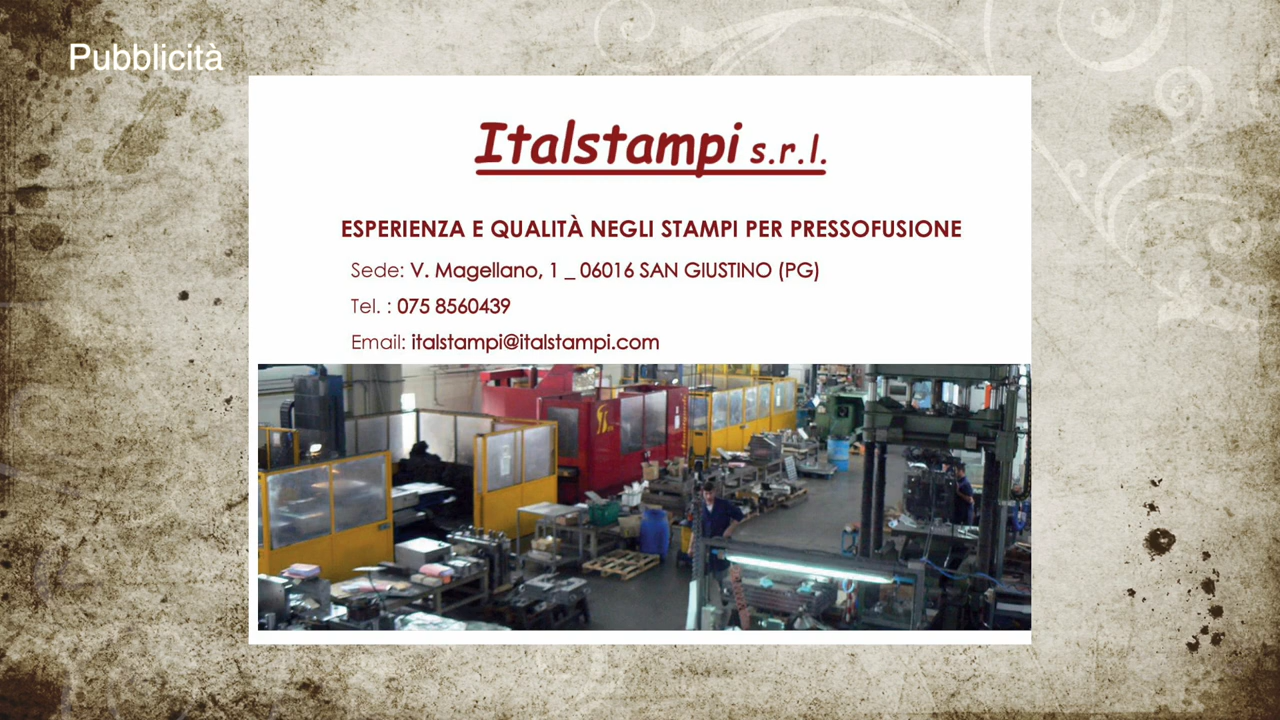 Pubblicità
Italstampi s.r.l.
ESPERIENZA E QUALITÀ NEGLI STAMPI PER PRESSOFUSIONE
Sede: V. Magellano, 1 _ 06016 SAN GIUSTINO (PG)
Tel. : 075 8560439
Email: italstampi@italstampi.com